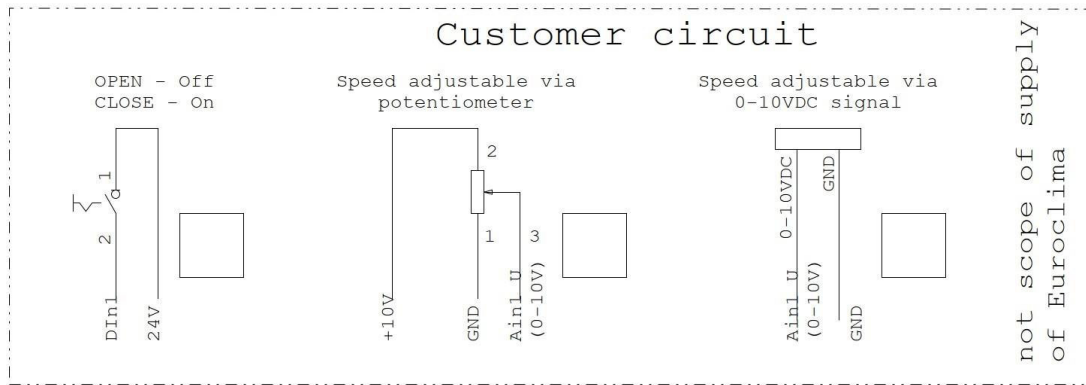 Customer circuit
OPEN - Off
CLOSE - On
1
2
DIn1
24V
Speed adjustable via
potentiometer
2
1
3
+10V
GND
Ain1 U
(0-10V)
Speed adjustable via
0-10VDC signal
0-10VDC
GND
Ain1 U
(0-10V)
GND
not scope of supply
of Euroclima